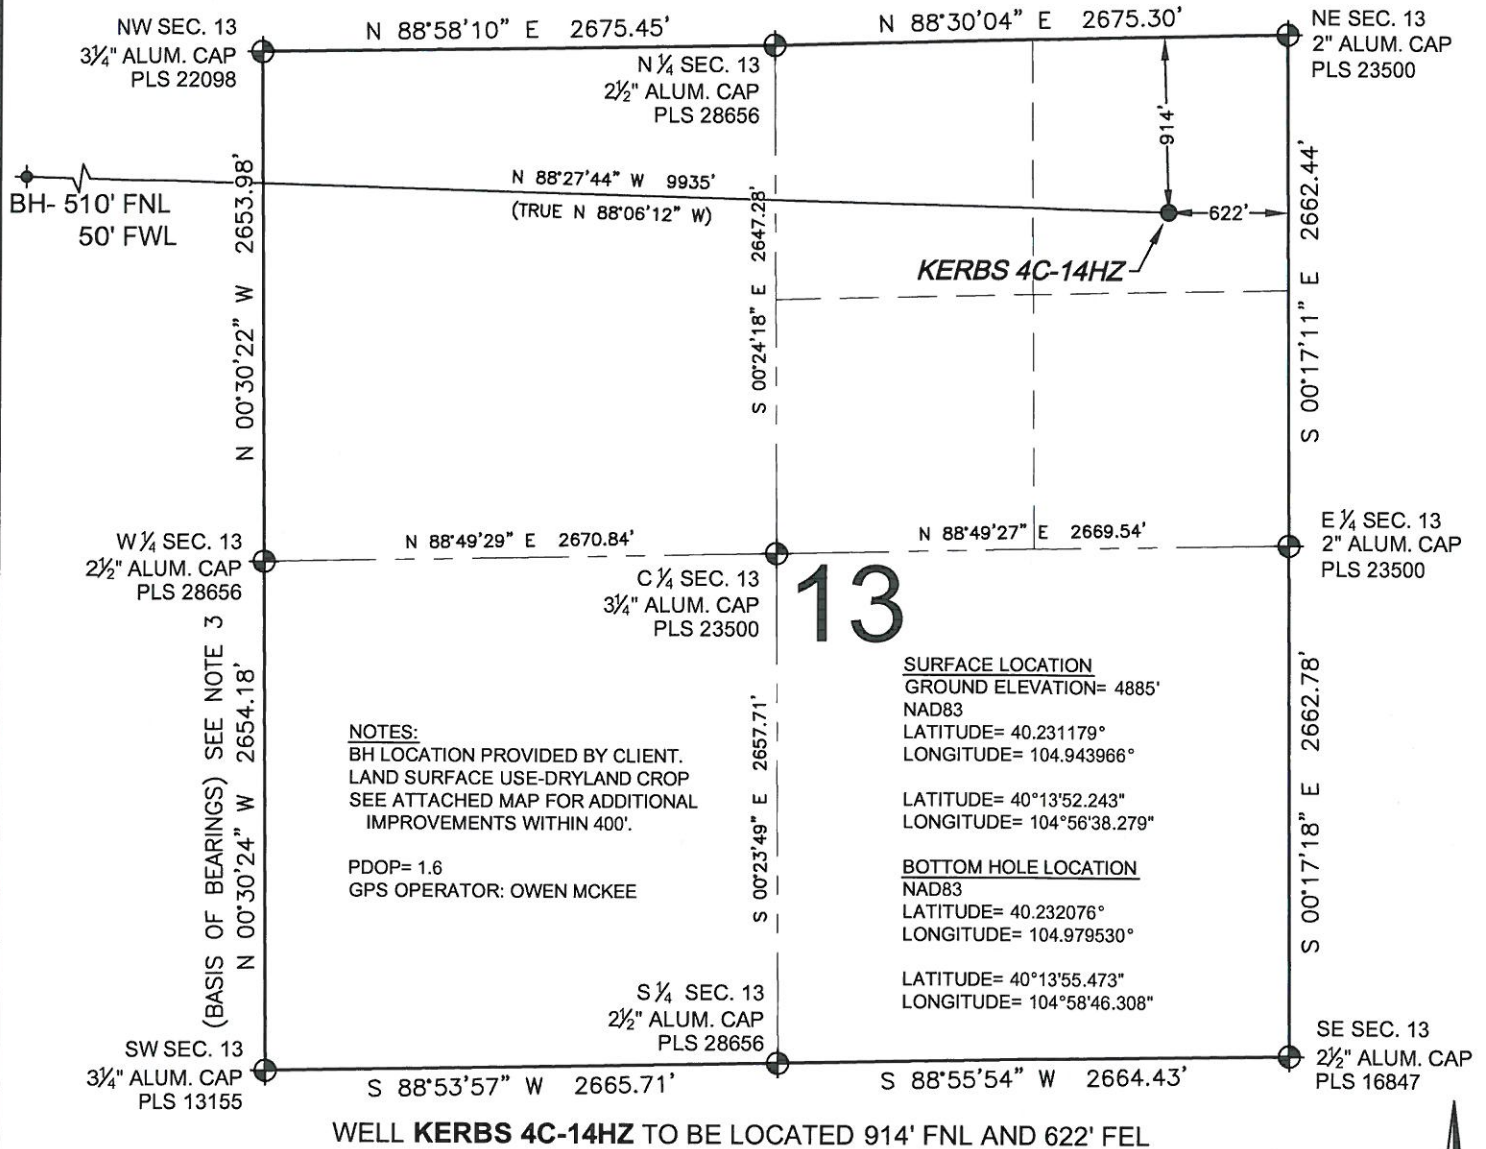 NW SEC. 13
3¼" ALUM. CAP
PLS 22098
N 88°58'10" E 2675.45'
N ¼ SEC. 13
2½" ALUM. CAP
PLS 28656
N 88°30'04" E 2675.30'
NE SEC. 13
2" ALUM. CAP
PLS 23500
BH- 510' FNL
50' FWL
N 00°30'22" W 2653.98'
N 88°27'44" W 9935'
(TRUE N 88°06'12" W)
S 00°24'18" E 2647.28'
914'
622'
KERBS 4C-14HZ
S 00°17'11" E 2662.44'
W ¼ SEC. 13
2½" ALUM. CAP
PLS 28656
N 88°49'29" E 2670.84'
C ¼ SEC. 13
3¼" ALUM. CAP
PLS 23500
N 88°49'27" E 2669.54'
E ¼ SEC. 13
2" ALUM. CAP
PLS 23500
13
(BASIS OF BEARINGS) SEE NOTE 3
N 00°30'24" W 2654.18'
NOTES:
BH LOCATION PROVIDED BY CLIENT.
LAND SURFACE USE-DRYLAND CROP
SEE ATTACHED MAP FOR ADDITIONAL
IMPROVEMENTS WITHIN 400'.
PDOP= 1.6
GPS OPERATOR: OWEN MCKEE
S 00°23'49" E 2657.71'
SURFACE LOCATION
GROUND ELEVATION= 4885'
NAD83
LATITUDE= 40.231179°
LONGITUDE= 104.943966°
LATITUDE= 40°13'52.243"
LONGITUDE= 104°56'38.279"
BOTTOM HOLE LOCATION
NAD83
LATITUDE= 40.232076°
LONGITUDE= 104.979530°
LATITUDE= 40°13'55.473"
LONGITUDE= 104°58'46.308"
S 00°17'18" E 2662.78'
SW SEC. 13
3¼" ALUM. CAP
PLS 13155
S 88°53'57" W 2665.71'
S ¼ SEC. 13
2½" ALUM. CAP
PLS 28656
S 88°55'54" W 2664.43'
SE SEC. 13
2½" ALUM. CAP
PLS 16847
WELL KERBS 4C-14HZ TO BE LOCATED 914' FNL AND 622' FEL